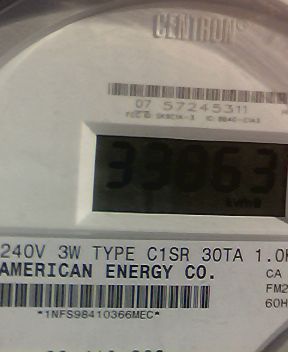 CENTRON®
07 57245311
33863
kWh
240V 3W TYPE C1SR 30TA 1.0
AMERICAN ENERGY CO.
CA
FM2
60H
*1NFS98410366MEC*